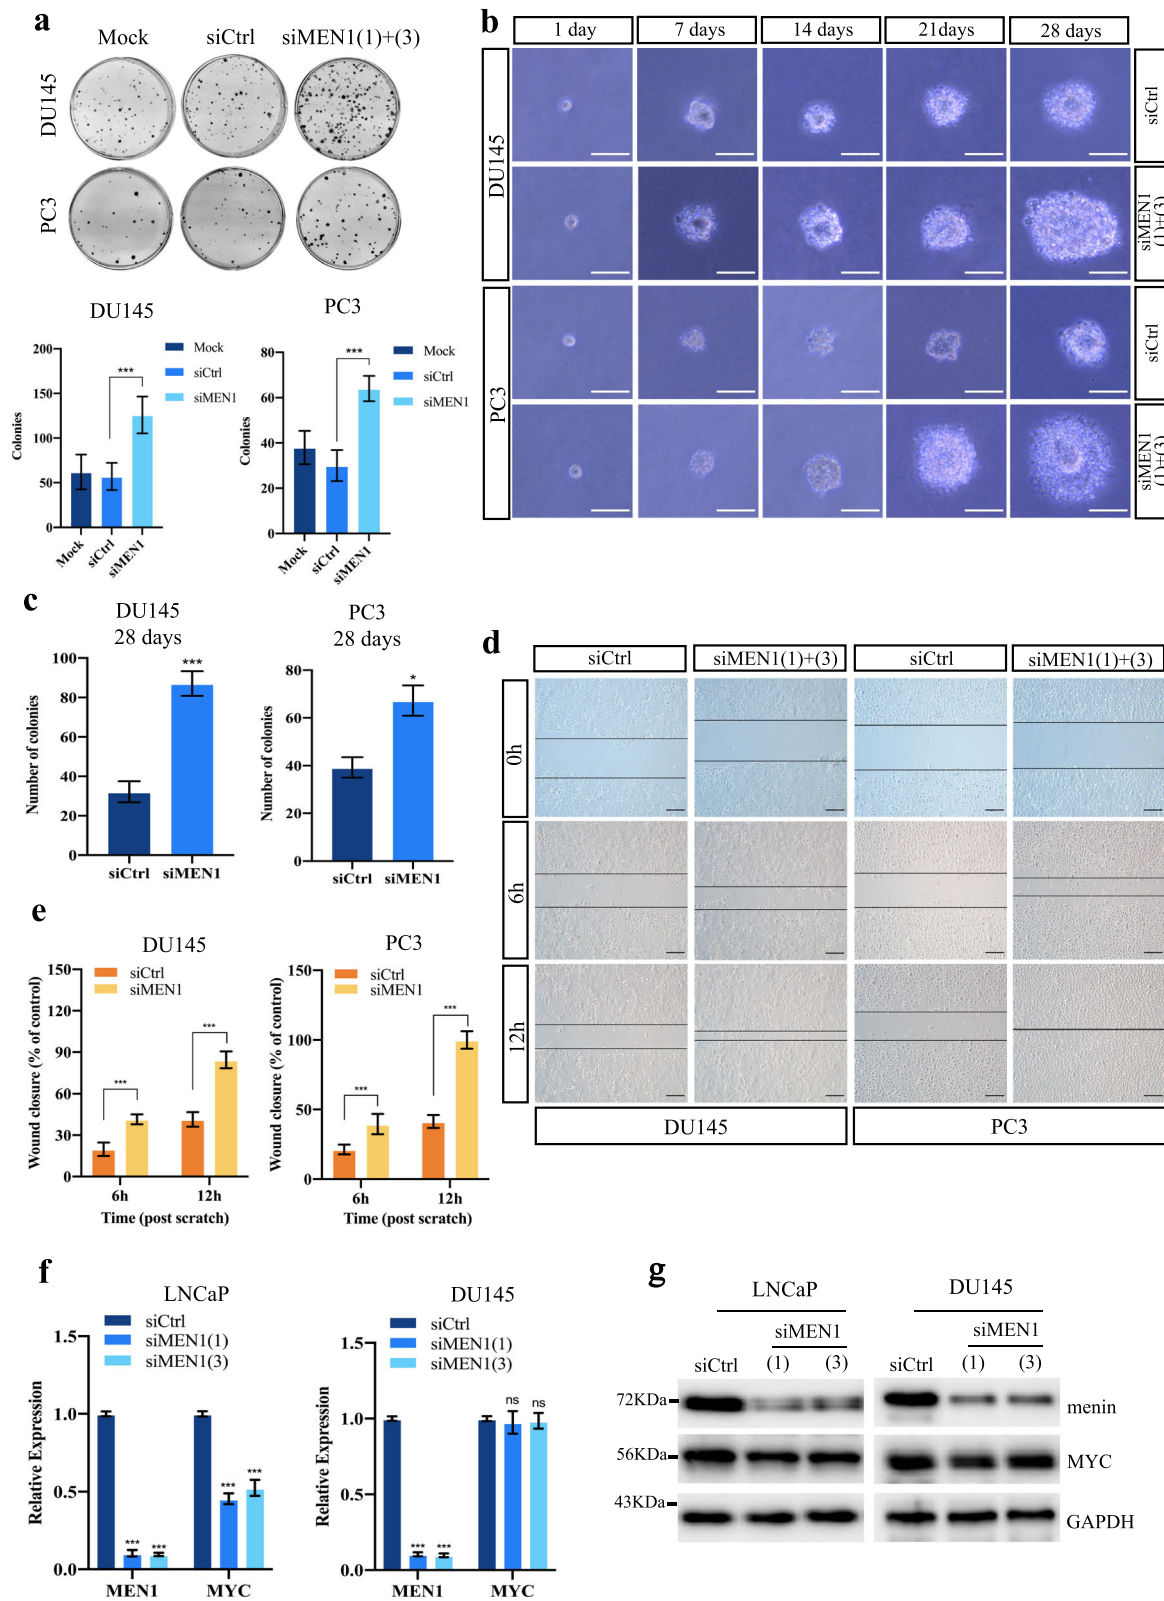 a
Mock siCtrl siMEN1(1)+(3)
DU145
PC3
DU145
200
150
100
50
0
Colonies
***
Mock
siCtrl
siMEN1
Mock siCtrl siMEN1
PC3
80
60
40
20
0
Colonies
***
Mock
siCtrl
siMEN1
Mock siCtrl siMEN1
b
1 day 7 days 14 days 21days 28 days
DU145
PC3
siCtrl
siMEN1
(1)+(3)
siCtrl
siMEN1
(1)+(3)
c
DU145
28 days
100
80
60
40
20
0
Number of colonies
***
siCtrl siMEN1
PC3
28 days
80
60
40
20
0
Number of colonies
*
siCtrl siMEN1
d
siCtrl siMEN1(1)+(3) siCtrl siMEN1(1)+(3)
0h
6h
12h
DU145 PC3
e
DU145
150
120
90
60
30
0
Wound closure (% of control)
siCtrl
siMEN1
***
***
6h 12h
Time (post scratch)
PC3
150
100
50
0
Wound closure (% of control)
siCtrl
siMEN1
***
***
6h 12h
Time (post scratch)
f
LNCaP
siCtrl
siMEN1(1)
siMEN1(3)
1.5
1.0
0.5
0.0
Relative Expression
*** ***
*** ***
MEN1 MYC
DU145
siCtrl
siMEN1(1)
siMEN1(3)
1.5
1.0
0.5
0.0
Relative Expression
*** ***
ns ns
MEN1 MYC
g
LNCaP DU145
siMEN1 siMEN1
siCtrl (1) (3) siCtrl (1) (3)
72KDa menin
56KDa MYC
43KDa GAPDH